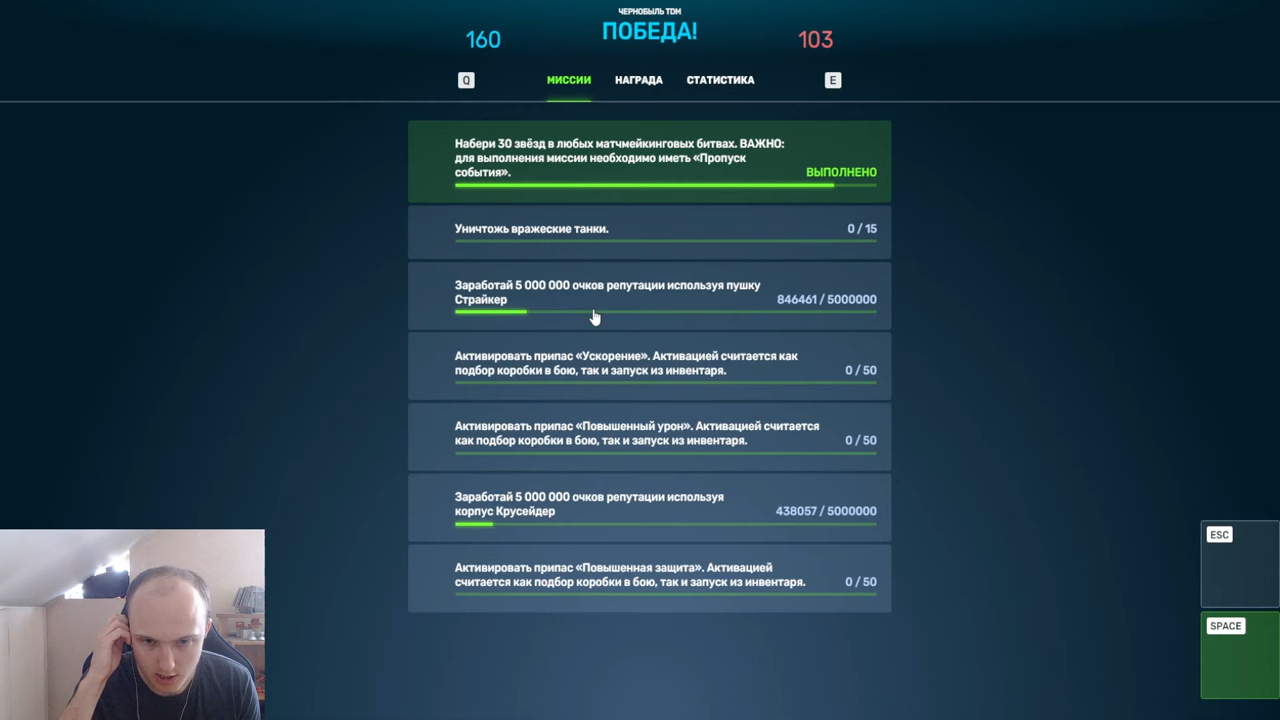 ЧЕРНОБЫЛЬ TDM
160
ПОБЕДА!
103
Q
МИССИИ
НАГРАДА
СТАТИСТИКА
E
Набери 30 звёзд в любых матчмейкинговых битвах. ВАЖНО:
для выполнения миссии необходимо иметь «Пропуск
события».
ВЫПОЛНЕНО
Уничтожь вражеские танки.
0 / 15
Заработай 5 000 000 очков репутации используя пушку
Страйкер
846461 / 5000000
Активировать припас «Ускорение». Активацией считается как
подбор коробки в бою, так и запуск из инвентаря.
0 / 50
Активировать припас «Повышенный урон». Активацией считается
как подбор коробки в бою, так и запуск из инвентаря.
0 / 50
Заработай 5 000 000 очков репутации используя
корпус Крусейдер
438057 / 5000000
Активировать припас «Повышенная защита». Активацией
считается как подбор коробки в бою, так и запуск из инвентаря.
0 / 50
ESC
SPACE